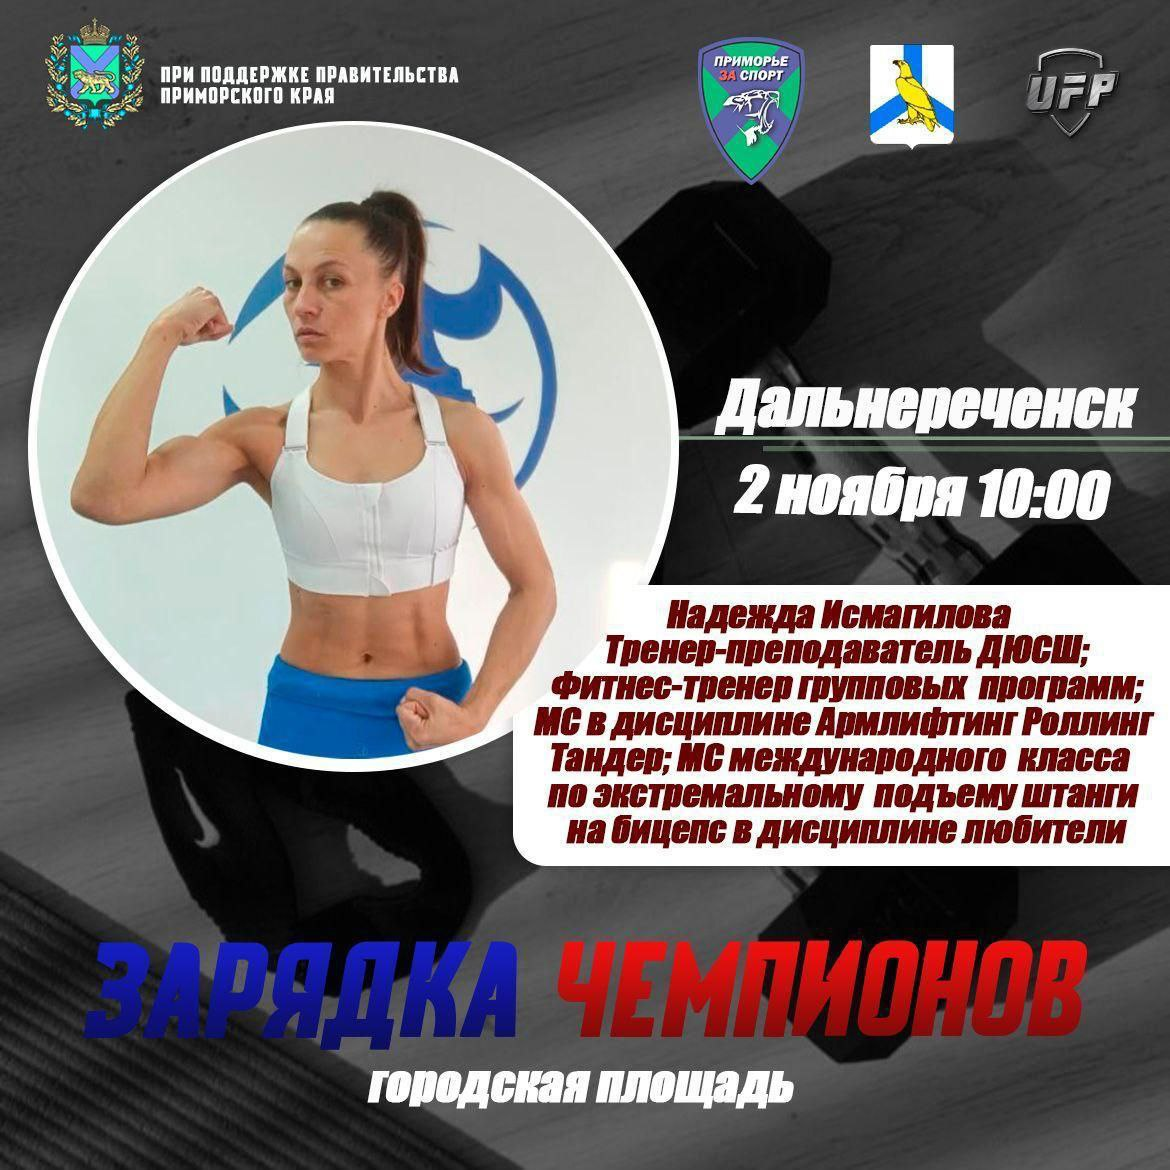 ПРИ ПОДДЕРЖКЕ ПРАВИТЕЛЬСТВА
ПРИМОРСКОГО КРАЯ
ПРИМОРЬЕ
ЗА СПОРТ
UFP
Дальнереченск
2 ноября 10:00
Надежда Исмагилова
Тренер-преподаватель ДЮСШ;
Фитнес-тренер групповых программ;
МС в дисциплине Армлифтинг Роллинг
Тандер; МС международного класса
по экстремальному подъему штанги
на бицепс в дисциплине любители
ЗАРЯДКА ЧЕМПИОНОВ
городская площадь